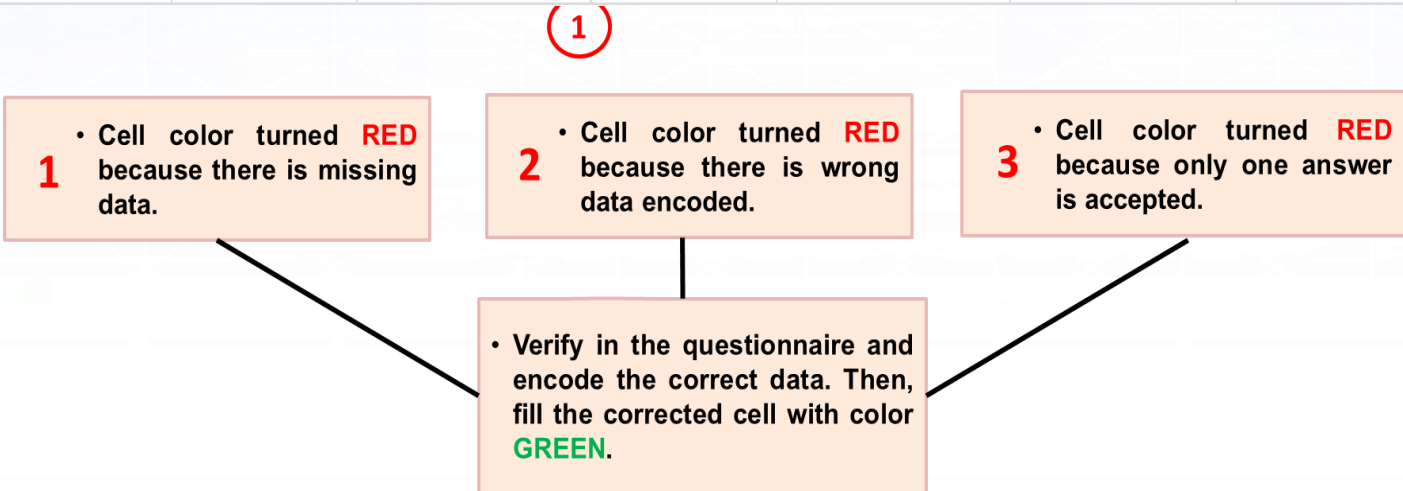 1
1
• Cell color turned RED
because there is missing
data.
2
• Cell color turned RED
because there is wrong
data encoded.
3
• Cell color turned RED
because only one answer
is accepted.
• Verify in the questionnaire and
encode the correct data. Then,
fill the corrected cell with color
GREEN.